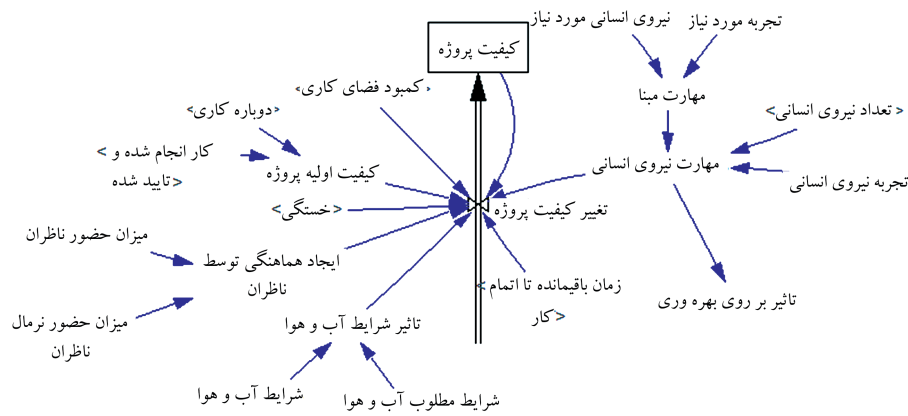 تجربه مورد نیاز
نیروی انسانی مورد نیاز
کیفیت پروژه
<کمبود فضای کاری>
مهارت مبنا
<دوباره کاری>
<تعداد نیروی انسانی>
<کار انجام شده و
تایید شده>
کیفیت اولیه پروژه
مهارت نیروی انسانی
تجربه نیروی انسانی
<خستگی>
تغییر کیفیت پروژه
میزان حضور ناظران
ایجاد هماهنگی توسط
ناظران
<زمان باقیمانده تا اتمام
کار>
تاثیر بر روی بهره وری
میزان حضور نرمال
ناظران
تاثیر شرایط آب و هوا
شرایط آب و هوا
شرایط مطلوب آب و هوا